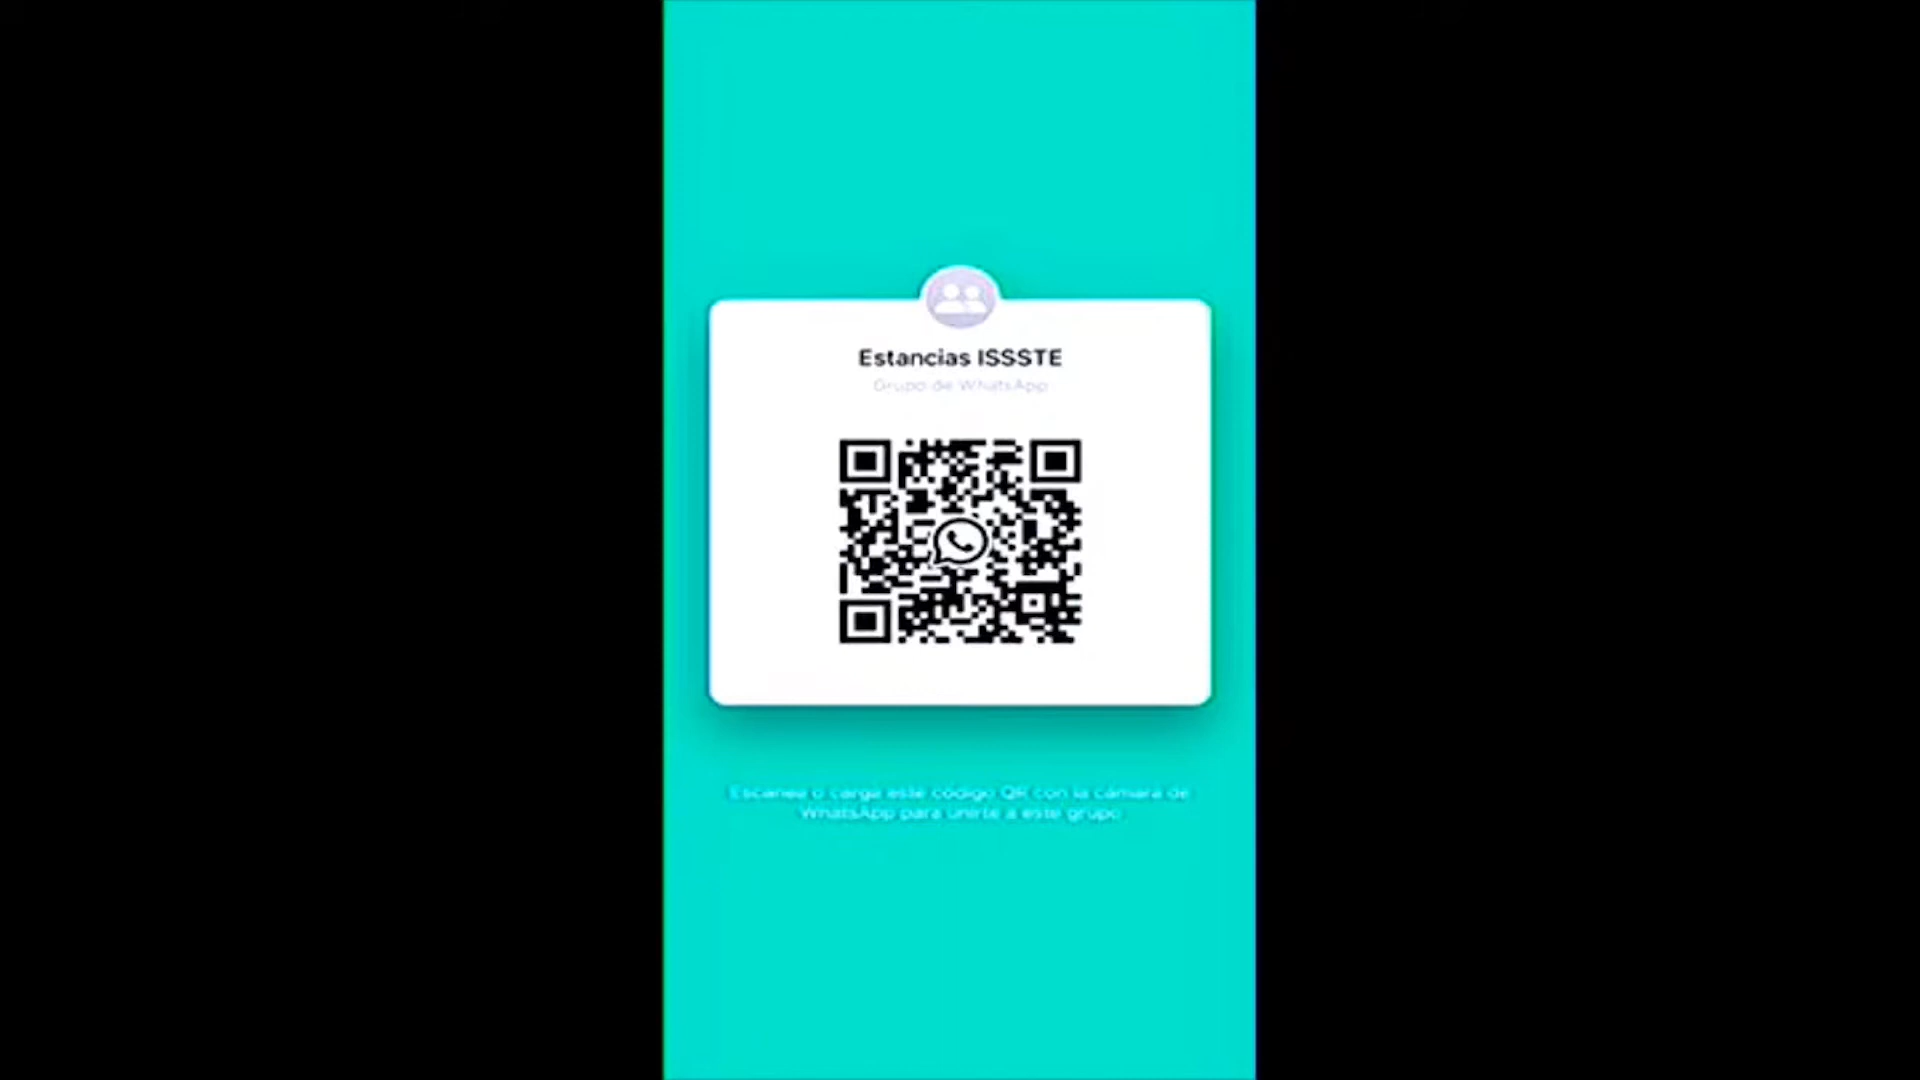 Estancias ISSSTE
Grupo de WhatsApp
Escanea o carga este código QR con la cámara de
WhatsApp para unirte a este grupo